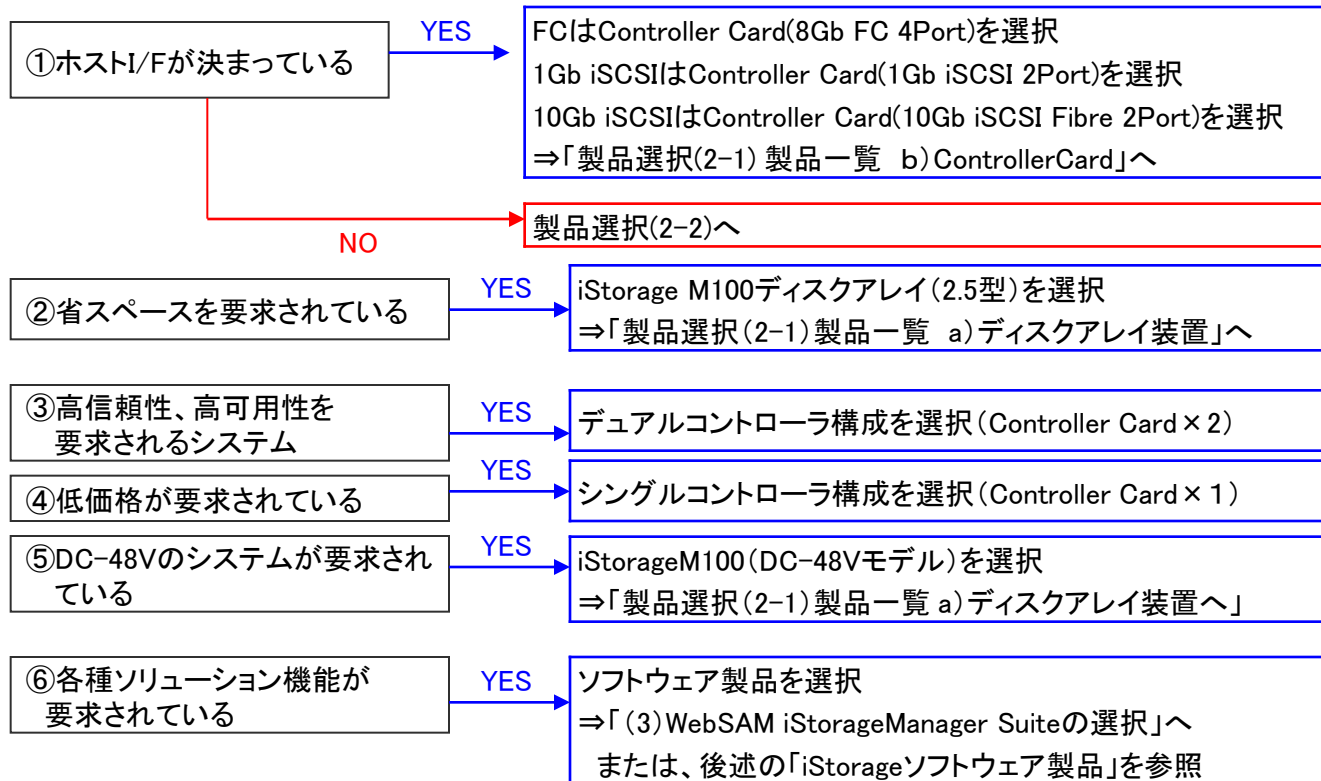 ①ホストI/Fが決まっている
YES
FCはController Card(8Gb FC 4Port)を選択
1Gb iSCSIはController Card(1Gb iSCSI 2Port)を選択
10Gb iSCSIはController Card(10Gb iSCSI Fibre 2Port)を選択
⇒「製品選択(2-1) 製品一覧 b)ControllerCard」へ
NO
製品選択(2-2)へ
②省スペースを要求されている
YES
iStorage M100ディスクアレイ(2.5型)を選択
⇒「製品選択(2-1)製品一覧 a)ディスクアレイ装置」へ
③高信頼性、高可用性を
要求されるシステム
YES
デュアルコントローラ構成を選択(Controller Card×2)
④低価格が要求されている
YES
シングルコントローラ構成を選択(Controller Card×1)
⑤DC-48Vのシステムが要求され
ている
YES
iStorageM100(DC-48Vモデル)を選択
⇒「製品選択(2-1)製品一覧 a)ディスクアレイ装置へ」
⑥各種ソリューション機能が
要求されている
YES
ソフトウェア製品を選択
⇒「(3)WebSAM iStorageManager Suiteの選択」へ
または、後述の「iStorageソフトウェア製品」を参照